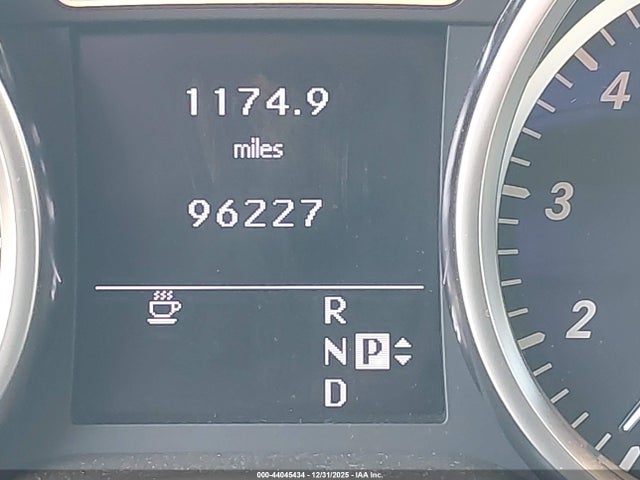 1174.9
miles
96227
R
N P
D
4
3
2
000-44045434 - 12/31/2025 - IAA Inc.